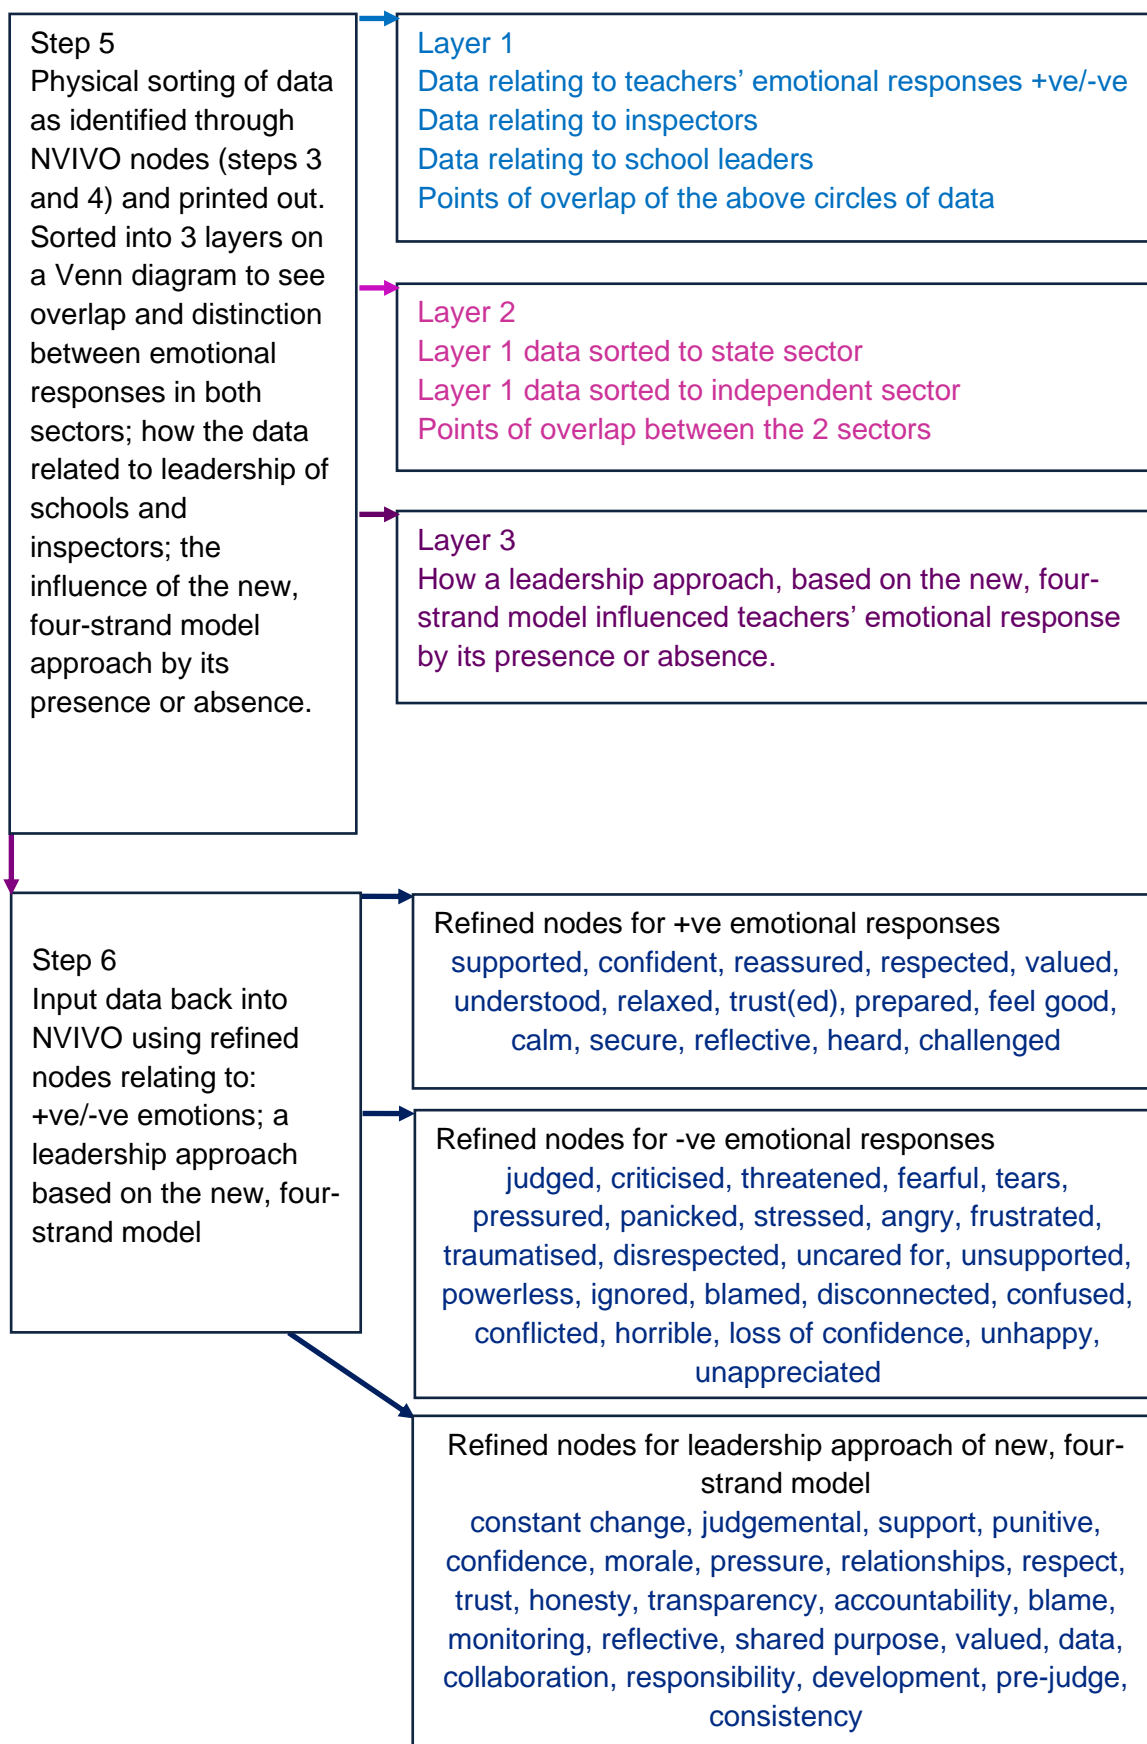 Step 5
Physical sorting of data
as identified through
NVIVO nodes (steps 3
and 4) and printed out.
Sorted into 3 layers on
a Venn diagram to see
overlap and distinction
between emotional
responses in both
sectors; how the data
related to leadership of
schools and
inspectors; the
influence of the new,
four-strand model
approach by its
presence or absence.
Layer 1
Data relating to teachers’ emotional responses +ve/-ve
Data relating to inspectors
Data relating to school leaders
Points of overlap of the above circles of data
Layer 2
Layer 1 data sorted to state sector
Layer 1 data sorted to independent sector
Points of overlap between the 2 sectors
Layer 3
How a leadership approach, based on the new, four-
strand model influenced teachers’ emotional response
by its presence or absence.
Step 6
Input data back into
NVIVO using refined
nodes relating to:
+ve/-ve emotions; a
leadership approach
based on the new, four-
strand model
Refined nodes for +ve emotional responses
supported, confident, reassured, respected, valued,
understood, relaxed, trust(ed), prepared, feel good,
calm, secure, reflective, heard, challenged
Refined nodes for -ve emotional responses
judged, criticised, threatened, fearful, tears,
pressured, panicked, stressed, angry, frustrated,
traumatised, disrespected, uncared for, unsupported,
powerless, ignored, blamed, disconnected, confused,
conflicted, horrible, loss of confidence, unhappy,
unappreciated
Refined nodes for leadership approach of new, four-
strand model
constant change, judgemental, support, punitive,
confidence, morale, pressure, relationships, respect,
trust, honesty, transparency, accountability, blame,
monitoring, reflective, shared purpose, valued, data,
collaboration, responsibility, development, pre-judge,
consistency